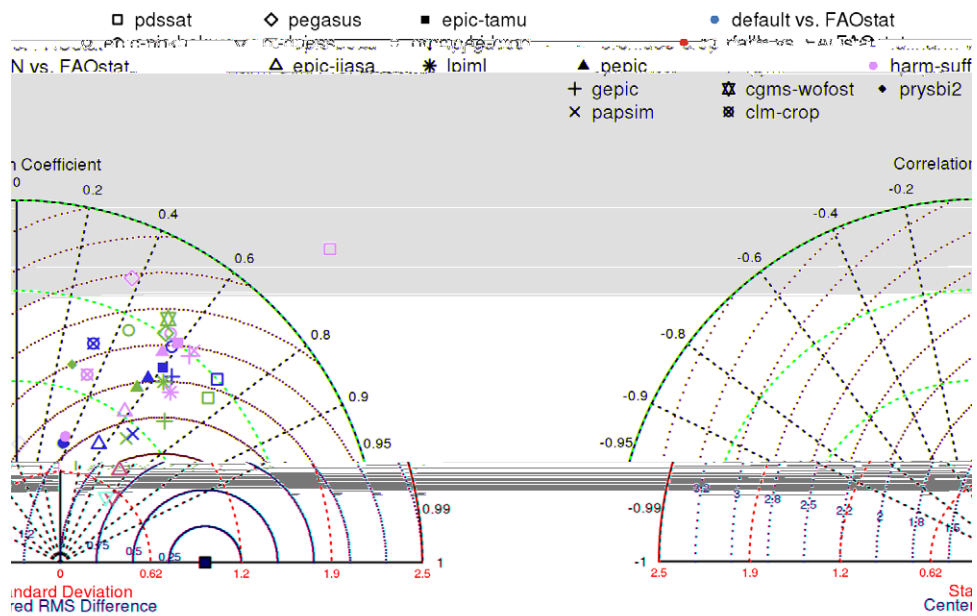 pdssat pegasus epic-tamu default vs. FAOstat
N vs. FAOstat epic-iiasa lpjml pepic harm-suff
gepic cgms-wofost prysbi2
papsim clm-crop
n Coefficient Correlation
0 0.2 -0.2
0.4 -0.4
0.6 -0.6
0.8 -0.8
0.9 -0.9
0.95 -0.95
3 2.8 2.5 2.2 2 1.8 1.5
0.99 -0.99
0.75 0.5 0.25
1 -1
0 0.62 1.2 1.9 2.5 2.5 1.9 1.2 0.62
andard Deviation Sta
red RMS Difference Center